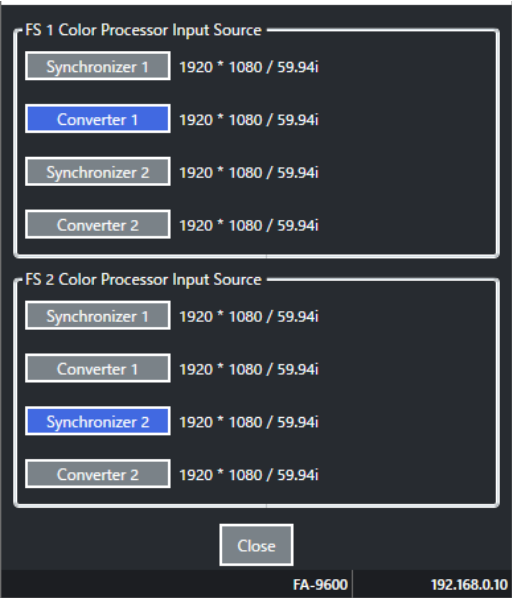 FS 1 Color Processor Input Source
Synchronizer 1 1920 * 1080 / 59.94i
Converter 1 1920 * 1080 / 59.94i
Synchronizer 2 1920 * 1080 / 59.94i
Converter 2 1920 * 1080 / 59.94i
FS 2 Color Processor Input Source
Synchronizer 1 1920 * 1080 / 59.94i
Converter 1 1920 * 1080 / 59.94i
Synchronizer 2 1920 * 1080 / 59.94i
Converter 2 1920 * 1080 / 59.94i
Close
FA-9600 192.168.0.10